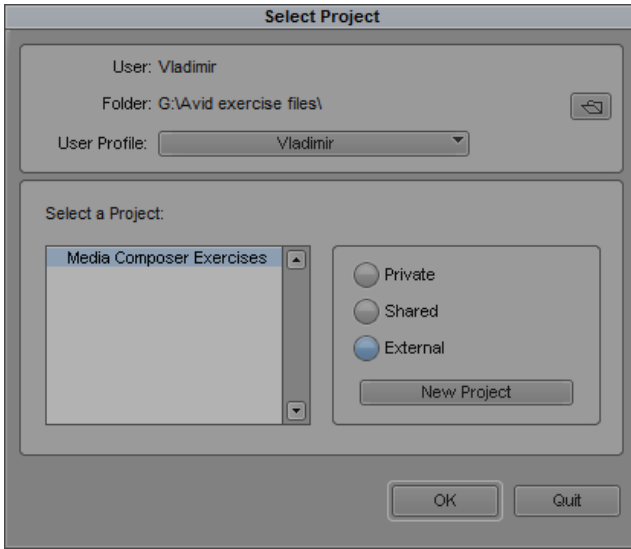 Select Project
User: Vladimir
Folder: G:\Avid exercise files\
User Profile: Vladimir
Select a Project:
Media Composer Exercises
Private
Shared
External
New Project
OK Quit